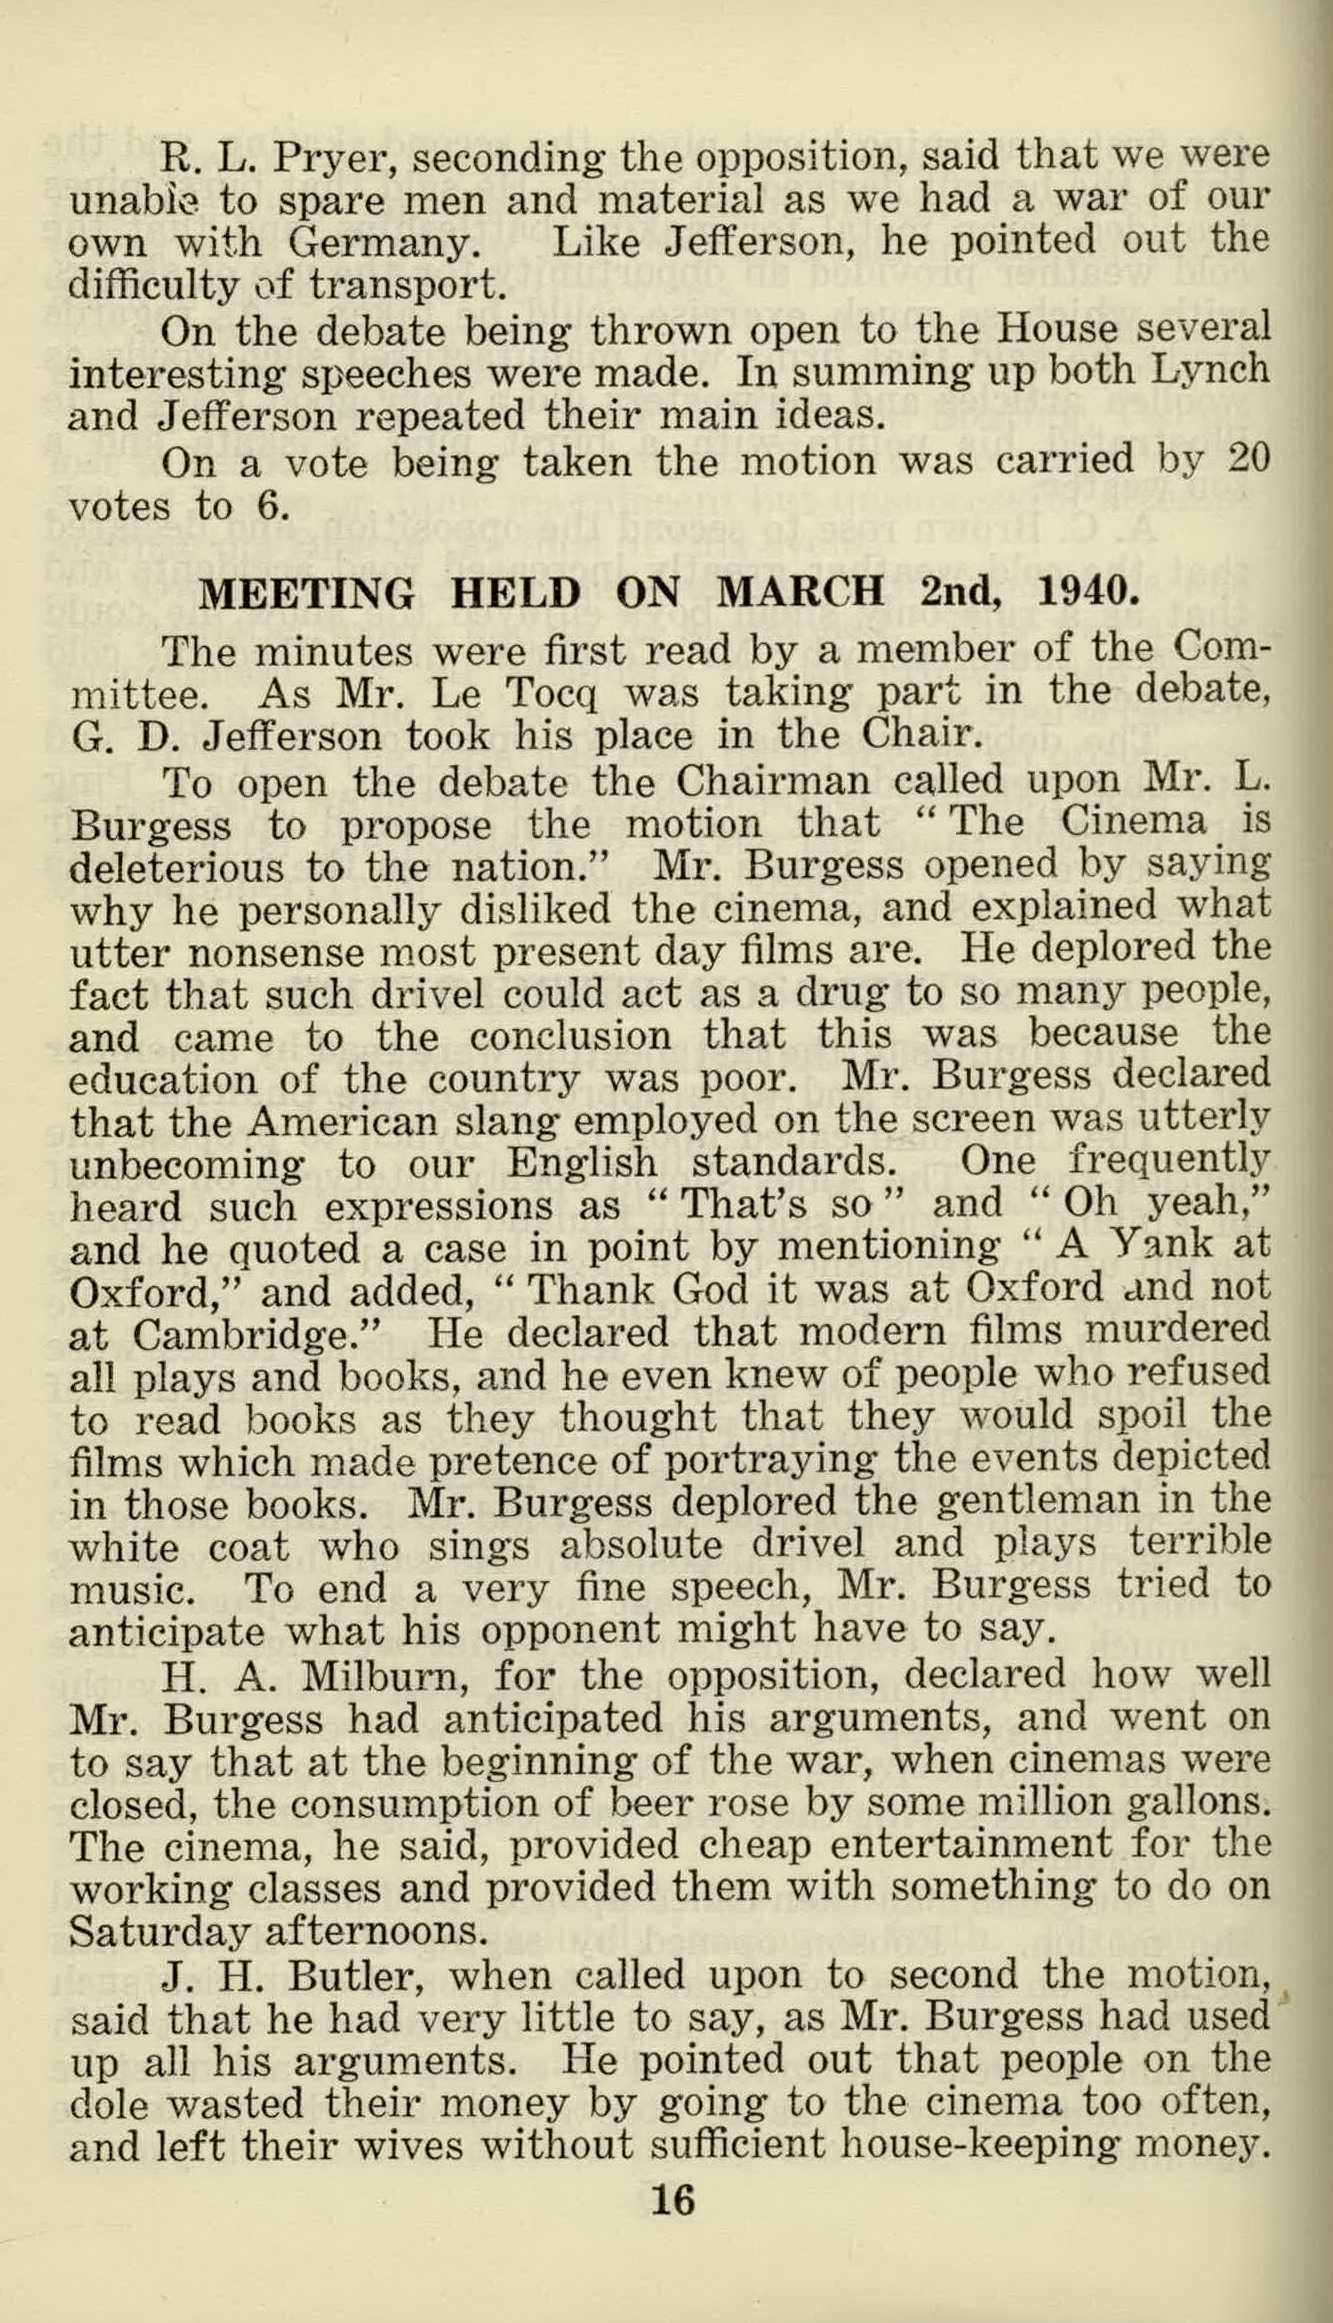 R. L. Pryer, seconding the opposition, said that we were
unable to spare men and material as we had a war of our
own with Germany. Like Jefferson, he pointed out the
difficulty of transport.
On the debate being thrown open to the House several
interesting speeches were made. In summing up both Lynch
and Jefferson repeated their main ideas.
On a vote being taken the motion was carried by 20
votes to 6.
MEETING HELD ON MARCH 2nd, 1940.
The minutes were first read by a member of the Com-
mittee. As Mr. Le Tocq was taking part in the debate,
G. D. Jefferson took his place in the Chair.
To open the debate the Chairman called upon Mr. L.
Burgess to propose the motion that “ The Cinema is
deleterious to the nation.” Mr. Burgess opened by saying
why he personally disliked the cinema, and explained what
utter nonsense most present day films are. He deplored the
fact that such drivel could act as a drug to so many people,
and came to the conclusion that this was because the
education of the country was poor. Mr. Burgess declared
that the American slang employed on the screen was utterly
unbecoming to our English standards. One frequently
heard such expressions as “ That’s so ” and “ Oh yeah,”
and he quoted a case in point by mentioning “ A Yank at
Oxford,” and added, “ Thank God it was at Oxford and not
at Cambridge.” He declared that modern films murdered
all plays and books, and he even knew of people who refused
to read books as they thought that they would spoil the
films which made pretence of portraying the events depicted
in those books. Mr. Burgess deplored the gentleman in the
white coat who sings absolute drivel and plays terrible
music. To end a very fine speech, Mr. Burgess tried to
anticipate what his opponent might have to say.
H. A. Milburn, for the opposition, declared how well
Mr. Burgess had anticipated his arguments, and went on
to say that at the beginning of the war, when cinemas were
closed, the consumption of beer rose by some million gallons.
The cinema, he said, provided cheap entertainment for the
working classes and provided them with something to do on
Saturday afternoons.
J. H. Butler, when called upon to second the motion,
said that he had very little to say, as Mr. Burgess had used
up all his arguments. He pointed out that people on the
dole wasted their money by going to the cinema too often,
and left their wives without sufficient house-keeping money.
16